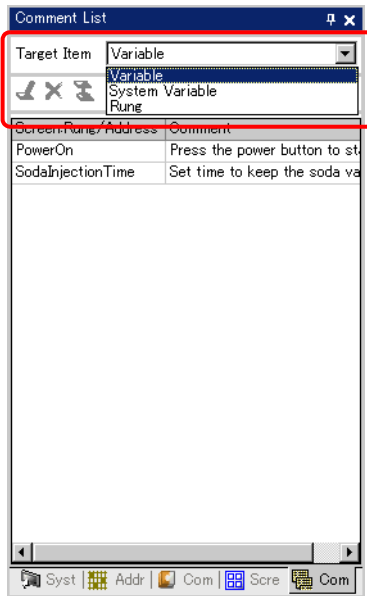 Comment List
Target Item Variable
Variable
System Variable
Rung
Screen:Rung/Address Comment
PowerOn Press the power button to sta
SodaInjectionTime Set time to keep the soda va
Syst Addr Com Scre Com